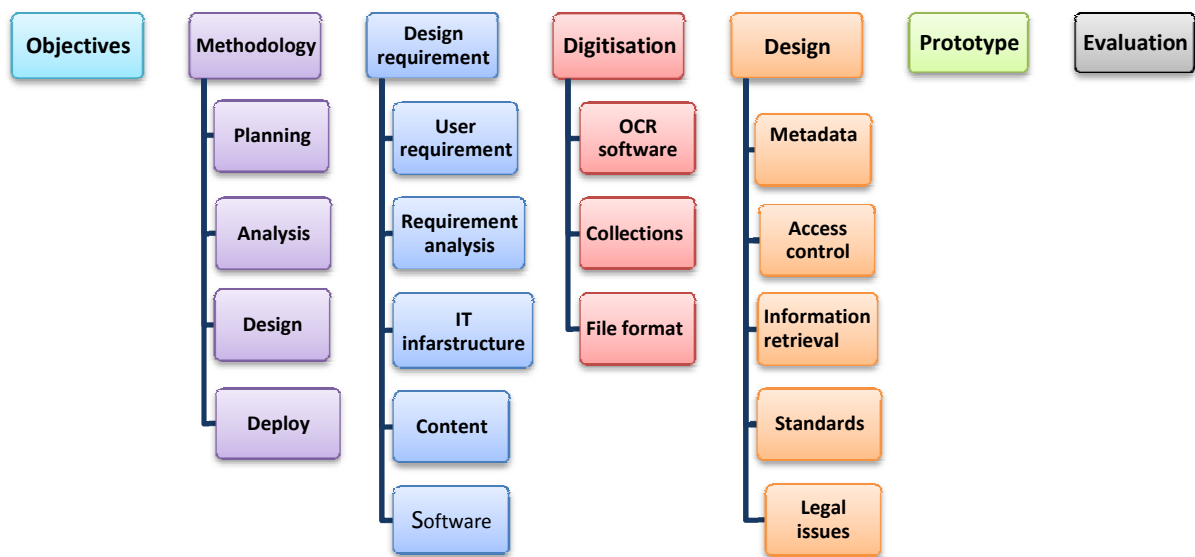 Objectives
Methodology
Planning
Analysis
Design
Deploy
Design
requirement
User
requirement
Requirement
analysis
IT
infarstructure
Content
Software
Digitisation
OCR
software
Collections
File format
Design
Metadata
Access
control
Information
retrieval
Standards
Legal
issues
Prototype
Evaluation